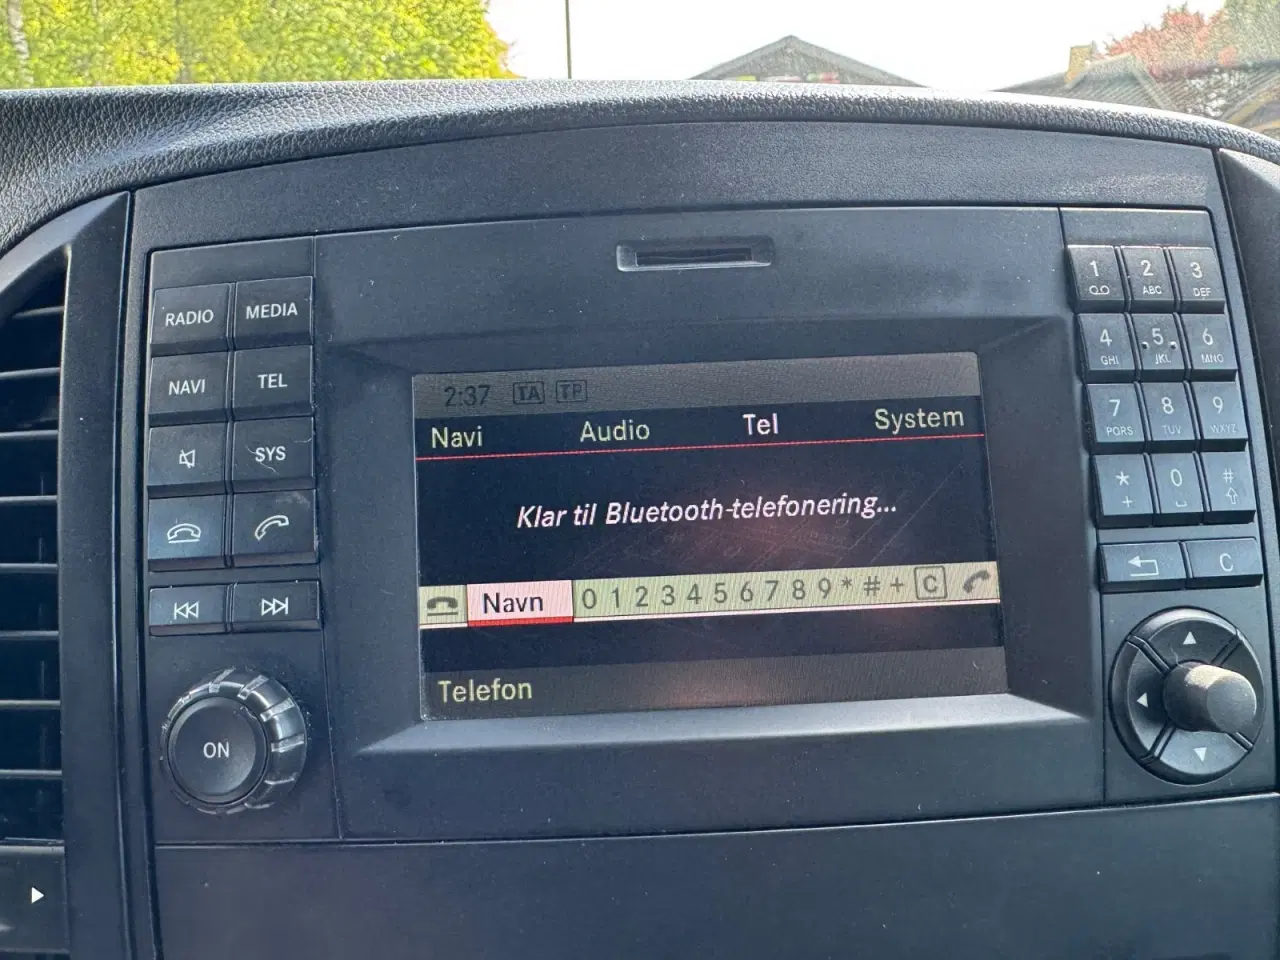 RADIO MEDIA
NAVI TEL
SYS
ON
2:37 TA TP
Navi Audio Tel System
Klar til Bluetooth-telefonering...
Navn 0 1 2 3 4 5 6 7 8 9 * # + C
Telefon
1 2 ABC 3 DEF
4 GHI 5 JKL 6 MNO
7 PQRS 8 TUV 9 WXYZ
* + 0 #
C